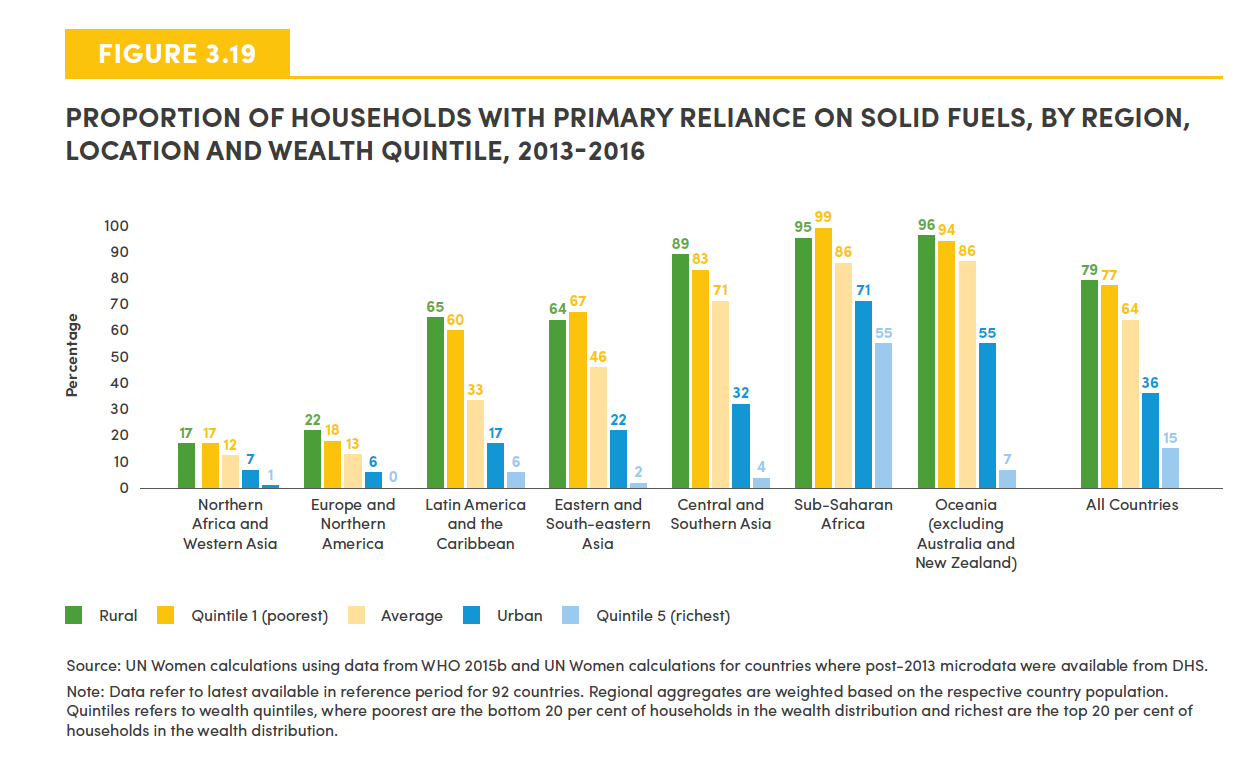 FIGURE 3.19
PROPORTION OF HOUSEHOLDS WITH PRIMARY RELIANCE ON SOLID FUELS, BY REGION,
LOCATION AND WEALTH QUINTILE, 2013-2016
Percentage
100
90
80
70
60
50
40
30
20
10
0
17 17 12 7 1
22 18 13 6 0
65 60 33 17 6
64 67 46 22 2
89 83 71 32 4
95 99 86 71 55
96 94 86 55 7
79 77 64 36 15
Northern
Africa and
Western Asia
Europe and
Northern
America
Latin America
and the
Caribbean
Eastern and
South-eastern
Asia
Central and
Southern Asia
Sub-Saharan
Africa
Oceania
(excluding
Australia and
New Zealand)
All Countries
Rural Quintile 1 (poorest) Average Urban Quintile 5 (richest)
Source: UN Women calculations using data from WHO 2015b and UN Women calculations for countries where post-2013 microdata were available from DHS.
Note: Data refer to latest available in reference period for 92 countries. Regional aggregates are weighted based on the respective country population.
Quintiles refers to wealth quintiles, where poorest are the bottom 20 per cent of households in the wealth distribution and richest are the top 20 per cent of
households in the wealth distribution.